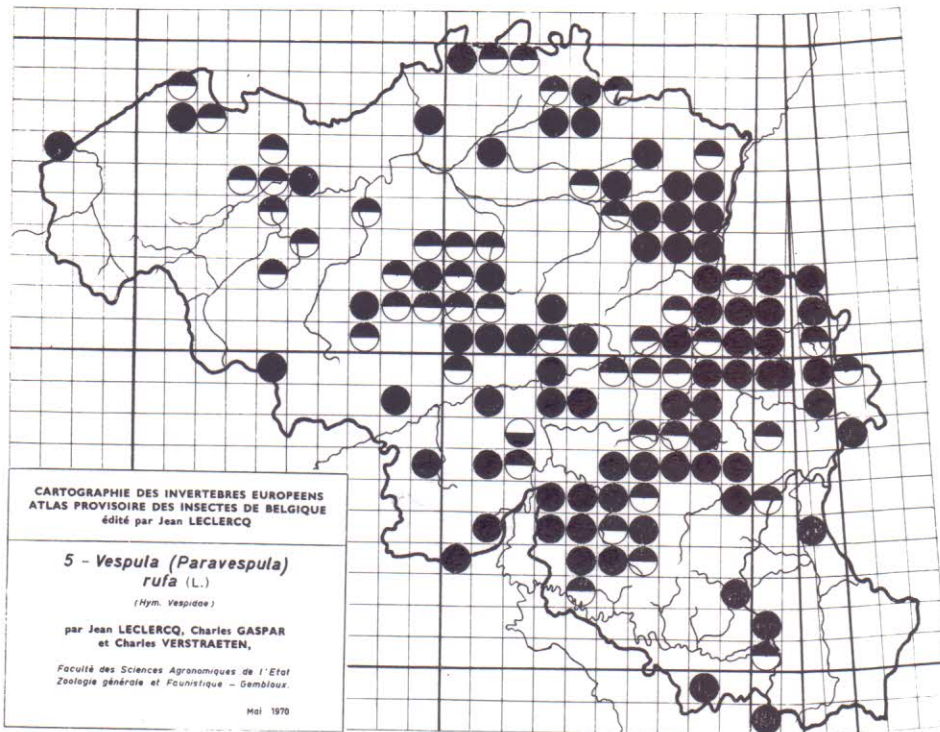 CARTOGRAPHIE DES INVERTEBRES EUROPEENS
ATLAS PROVISOIRE DES INSECTES DE BELGIQUE
édité par Jean LECLERCQ
5 - Vespula (Paravespula)
rufa (L.)
(Hym. Vespidae)
par Jean LECLERCQ, Charles GASPAR
et Charles VERSTRAETEN,
Faculté des Sciences Agronomiques de l'Etat
Zoologie générale et Faunistique - Gembloux.
Mai 1970